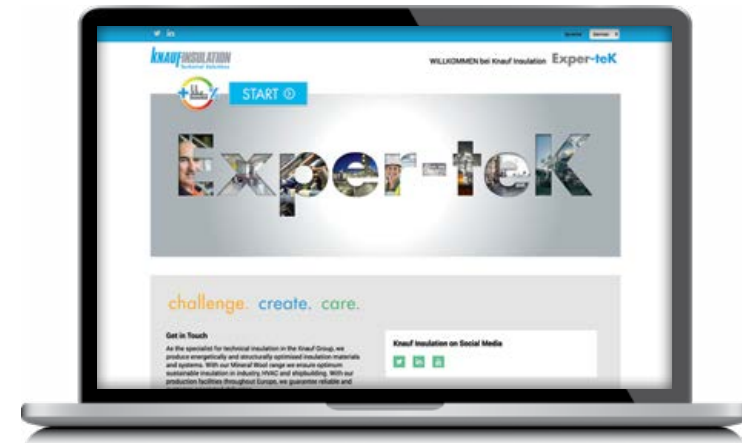 Sprache German
KNAUFINSULATION
Technical Solutions
WILLKOMMEN bei Knauf Insulation Exper-teK
START
Exper-teK
challenge. create. care.
Get in Touch
As the specialist for technical insulation in the Knauf Group, we
produce energetically and structurally optimised insulation materials
and systems. With our Mineral Wool range we ensure optimum
sustainable insulation in industry, HVAC and shipbuilding. With our
production facilities throughout Europe, we guarantee reliable and
Knauf Insulation on Social Media